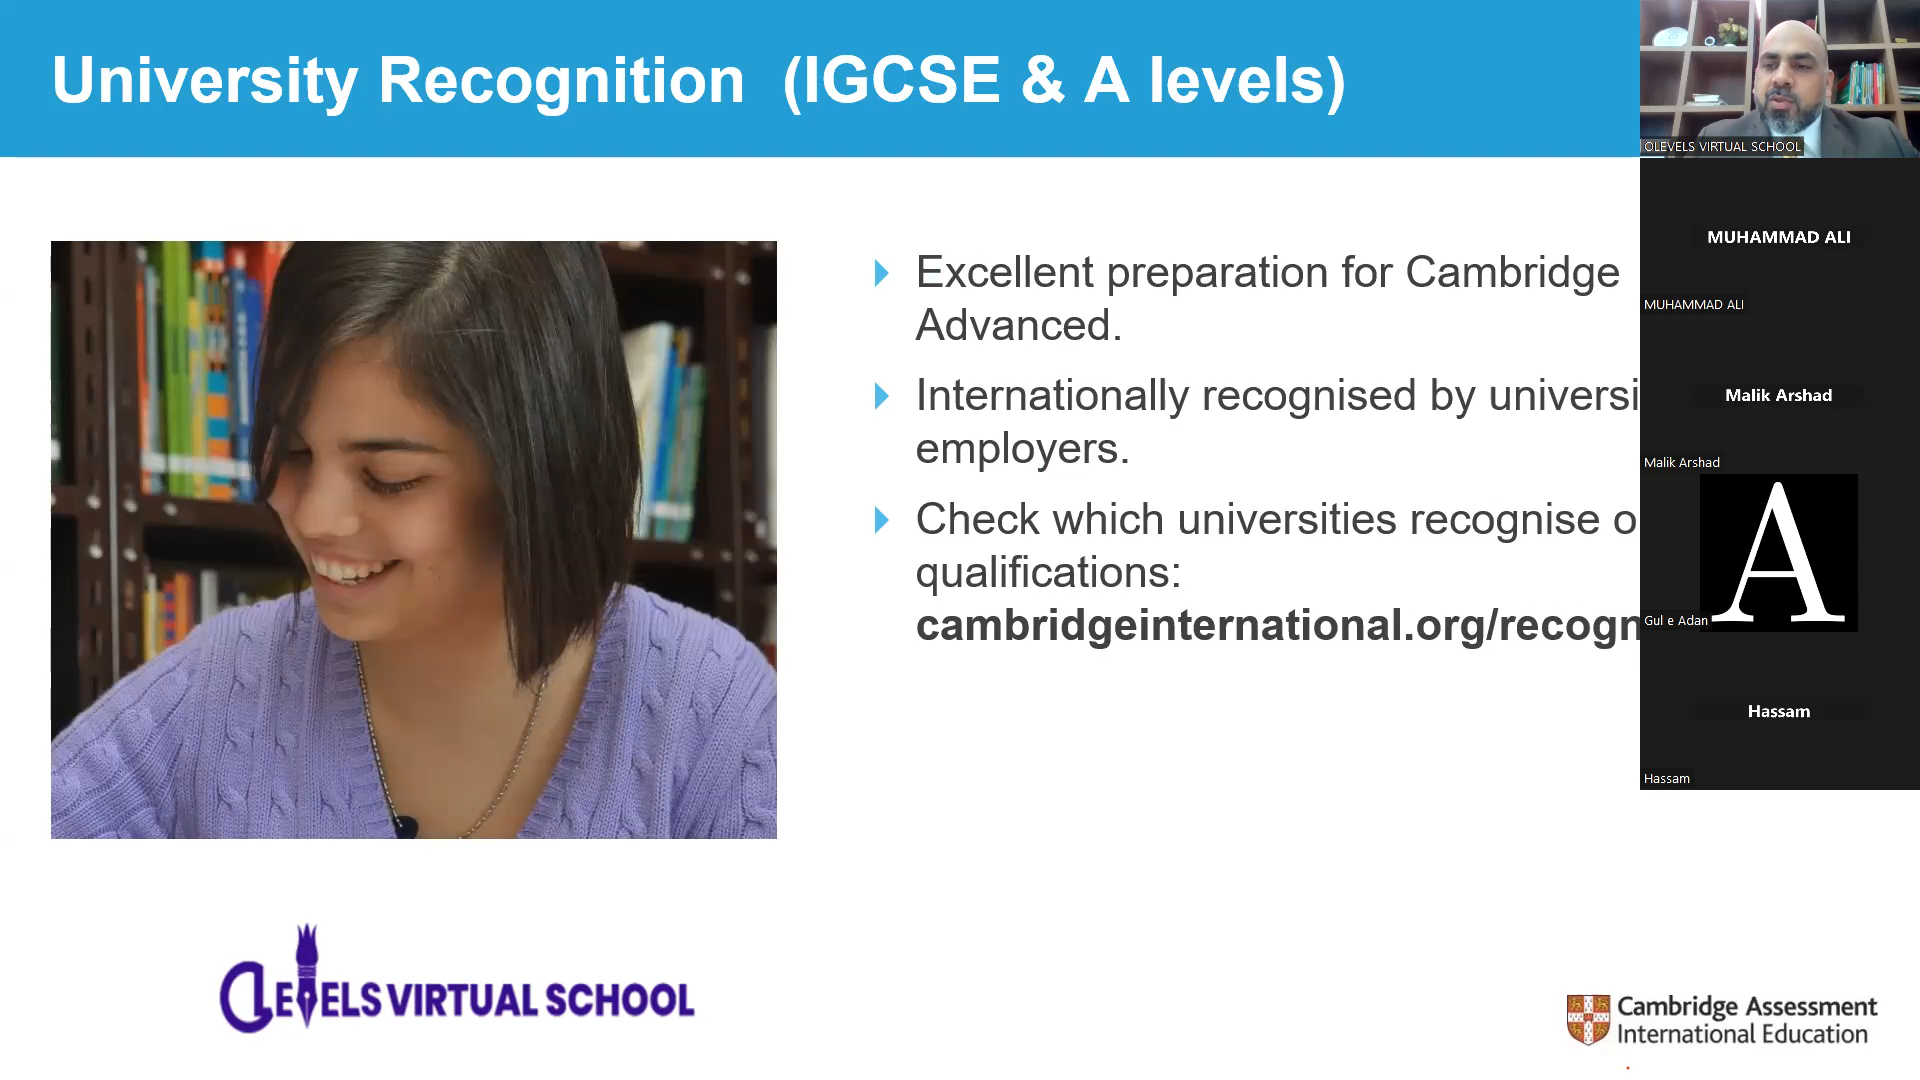 University Recognition (IGCSE & A levels)
Excellent preparation for Cambridge
Advanced.
Internationally recognised by universi
employers.
Check which universities recognise o
qualifications:
cambridgeinternational.org/recogn
OLEVELS VIRTUAL SCHOOL
Cambridge Assessment
International Education
OLEVELS VIRTUAL SCHOOL
MUHAMMAD ALI
MUHAMMAD ALI
Malik Arshad
Malik Arshad
A
Gul e Adan
Hassam
Hassam